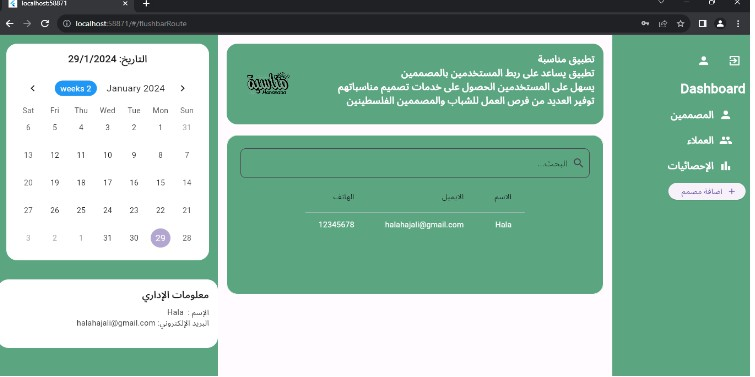 localhost:58871
localhost:58871/#/flushbarRoute
Dashboard
المصممين
العملاء
الإحصائيات
اضافة مصمم
تطبيق مناسبة
تطبيق يساعد على ربط المستخدمين بالمصممين
يسهل على المستخدمين الحصول على خدمات تصميم مناسباتهم
توفير العديد من فرص العمل للشباب والمصممين الفلسطينين
مناسبة
Munasaba
البحث...
الاسم الايميل الهاتف
Hala halahajali@gmail.com 12345678
التاريخ: 29/1/2024
2 weeks January 2024
Sat Fri Thu Wed Tue Mon Sun
6 5 4 3 2 1 31
13 12 11 10 9 8 7
20 19 18 17 16 15 14
27 26 25 24 23 22 21
3 2 1 31 30 29 28
معلومات الإداري
الإسم : Hala
البريد الإلكتروني: halahajali@gmail.com